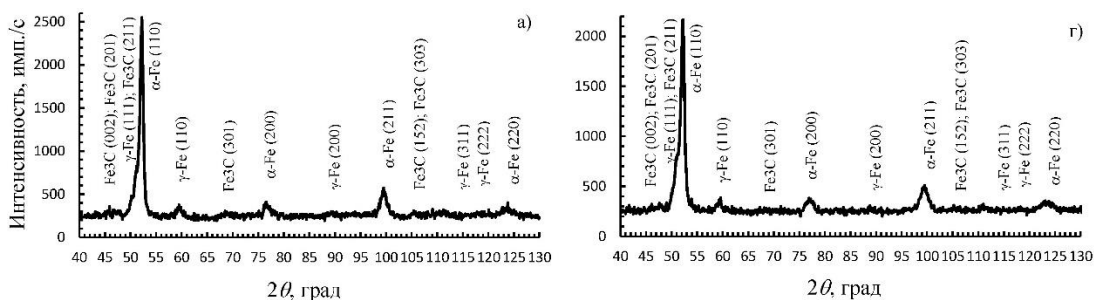 Интенсивность, имп./с
2500
2000
1500
1000
500
0
а)
Fe3C (002); Fe3C (201)
γ-Fe (111); Fe3C (211)
α-Fe (110)
γ-Fe (110)
Fe3C (301)
α-Fe (200)
γ-Fe (200)
α-Fe (211)
Fe3C (152); Fe3C (303)
γ-Fe (311)
γ-Fe (222)
α-Fe (220)
40 45 50 55 60 65 70 75 80 85 90 95 100 105 110 115 120 125 130
2θ, град
2000
1500
1000
500
0
г)
Fe3C (002); Fe3C (201)
γ-Fe (111); Fe3C (211)
α-Fe (110)
γ-Fe (110)
Fe3C (301)
α-Fe (200)
γ-Fe (200)
α-Fe (211)
Fe3C (152); Fe3C (303)
γ-Fe (311)
γ-Fe (222)
α-Fe (220)
40 45 50 55 60 65 70 75 80 85 90 95 100 105 110 115 120 125 130
2θ, град